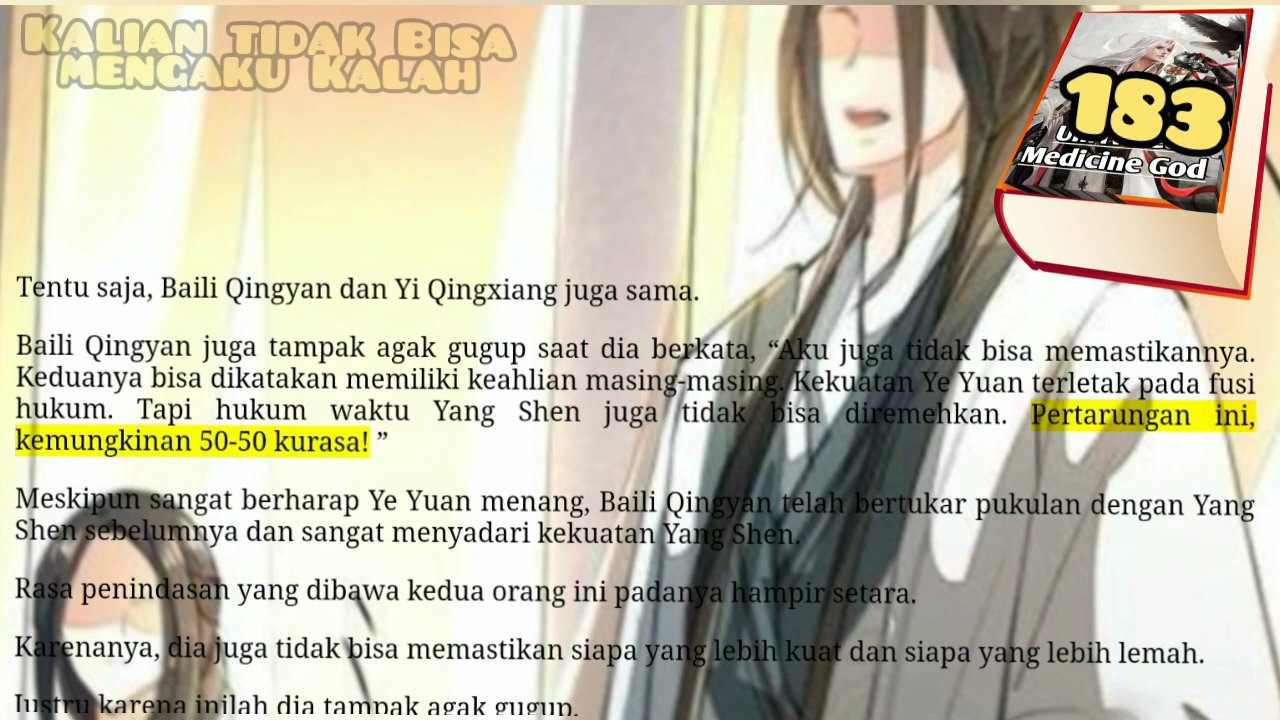 Kalian tidak Bisa
mengaku Kalah
183
Medicine God
Tentu saja, Baili Qingyan dan Yi Qingxiang juga sama.
Baili Qingyan juga tampak agak gugup saat dia berkata, “Aku juga tidak bisa memastikannya.
Keduanya bisa dikatakan memiliki keahlian masing-masing. Kekuatan Ye Yuan terletak pada fusi
hukum. Tapi hukum waktu Yang Shen juga tidak bisa diremehkan. Pertarungan ini,
kemungkinan 50-50 kurasa! ”
Meskipun sangat berharap Ye Yuan menang, Baili Qingyan telah bertukar pukulan dengan Yang
Shen sebelumnya dan sangat menyadari kekuatan Yang Shen.
Rasa penindasan yang dibawa kedua orang ini padanya hampir setara.
Karenanya, dia juga tidak bisa memastikan siapa yang lebih kuat dan siapa yang lebih lemah.
Justru karena inilah dia tampak agak gugup.